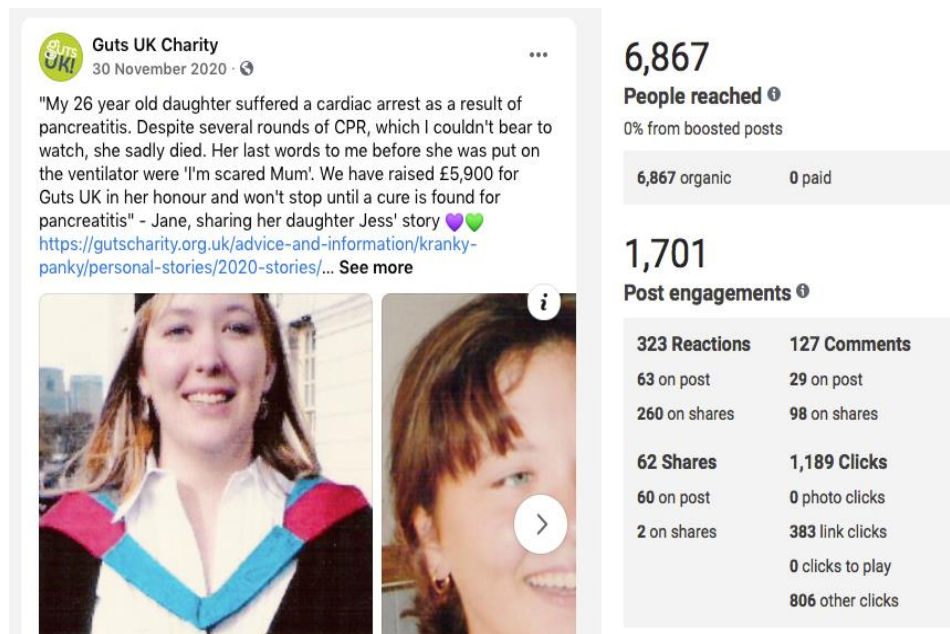 guts
UK!
Guts UK Charity
30 November 2020 ·
"My 26 year old daughter suffered a cardiac arrest as a result of
pancreatitis. Despite several rounds of CPR, which I couldn't bear to
watch, she sadly died. Her last words to me before she was put on
the ventilator were 'I'm scared Mum'. We have raised £5,900 for
Guts UK in her honour and won't stop until a cure is found for
pancreatitis" - Jane, sharing her daughter Jess' story 💜💚
https://gutscharity.org.uk/advice-and-information/kranky-
panky/personal-stories/2020-stories/... See more
i
6,867
People reached i
0% from boosted posts
6,867 organic 0 paid
1,701
Post engagements i
323 Reactions 127 Comments
63 on post 29 on post
260 on shares 98 on shares
62 Shares 1,189 Clicks
60 on post 0 photo clicks
2 on shares 383 link clicks
0 clicks to play
806 other clicks